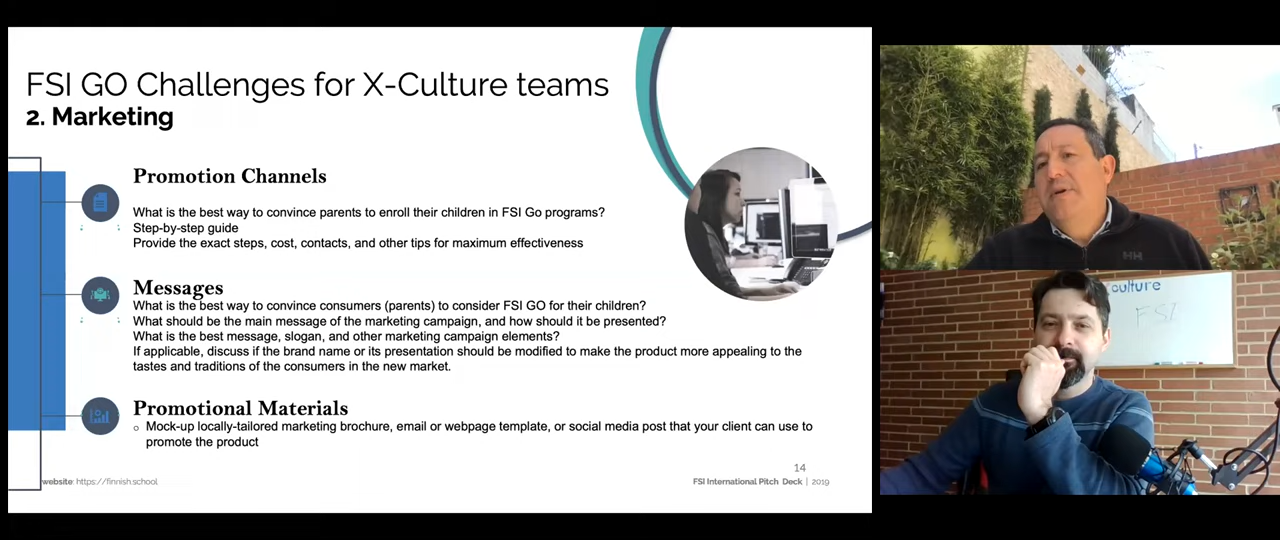 FSI GO Challenges for X-Culture teams
2. Marketing
Promotion Channels
What is the best way to convince parents to enroll their children in FSI Go programs?
Step-by-step guide
Provide the exact steps, cost, contacts, and other tips for maximum effectiveness
Messages
What is the best way to convince consumers (parents) to consider FSI GO for their children?
What should be the main message of the marketing campaign, and how should it be presented?
What is the best message, slogan, and other marketing campaign elements?
If applicable, discuss if the brand name or its presentation should be modified to make the product more appealing to the
tastes and traditions of the consumers in the new market.
Promotional Materials
Mock-up locally-tailored marketing brochure, email or webpage template, or social media post that your client can use to
promote the product
14
website: https://finnish.school
FSI International Pitch Deck | 2019
HH
culture
FSI